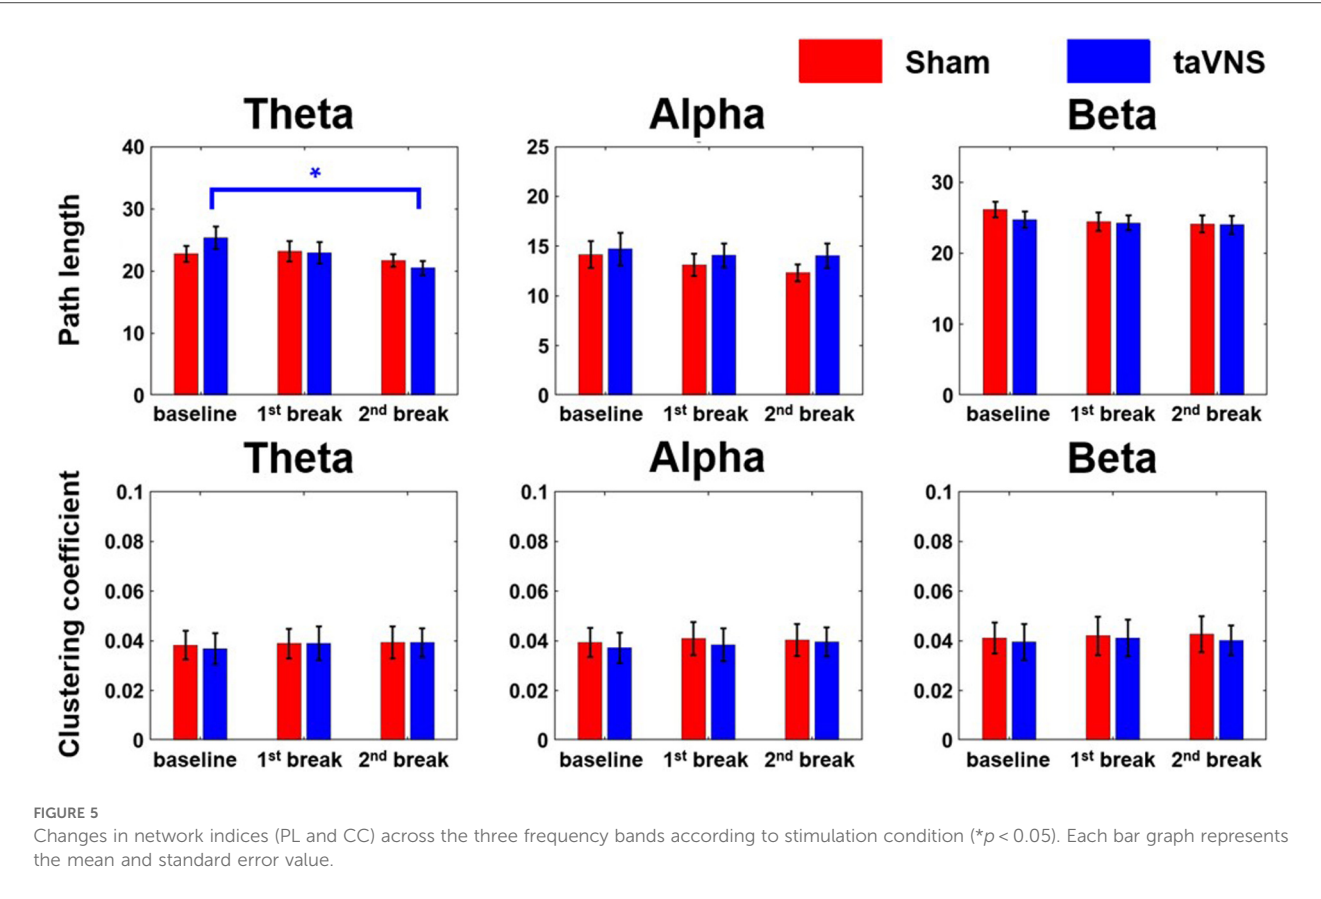 Sham taVNS
Theta Alpha Beta
Path length
40
30
20
10
0
*
baseline 1st break 2nd break
25
20
15
10
5
0
baseline 1st break 2nd break
30
20
10
0
baseline 1st break 2nd break
Theta Alpha Beta
Clustering coefficient
0.1
0.08
0.06
0.04
0.02
0
baseline 1st break 2nd break
0.1
0.08
0.06
0.04
0.02
0
baseline 1st break 2nd break
0.1
0.08
0.06
0.04
0.02
0
baseline 1st break 2nd break
FIGURE 5
Changes in network indices (PL and CC) across the three frequency bands according to stimulation condition (*p < 0.05). Each bar graph represents
the mean and standard error value.